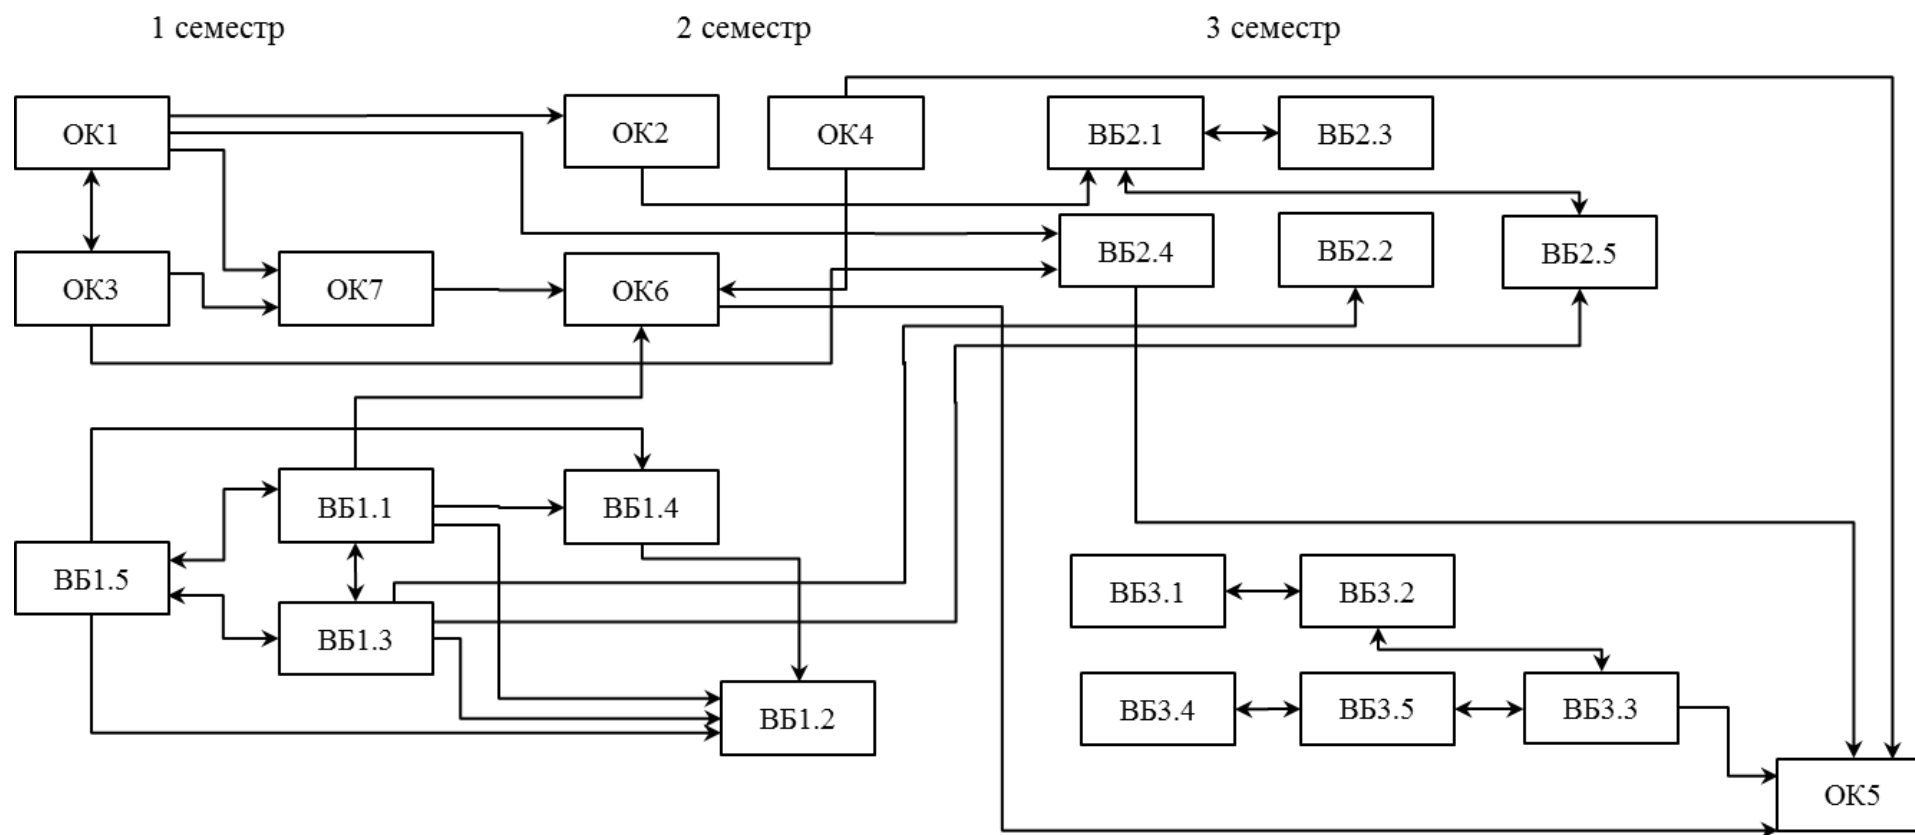 1 семестр
2 семестр
3 семестр
ОК1
ОК2
ОК4
ВБ2.1
ВБ2.3
ВБ2.4
ВБ2.2
ВБ2.5
ОК3
ОК7
ОК6
ВБ1.1
ВБ1.4
ВБ1.5
ВБ3.1
ВБ3.2
ВБ1.3
ВБ1.2
ВБ3.4
ВБ3.5
ВБ3.3
ОК5